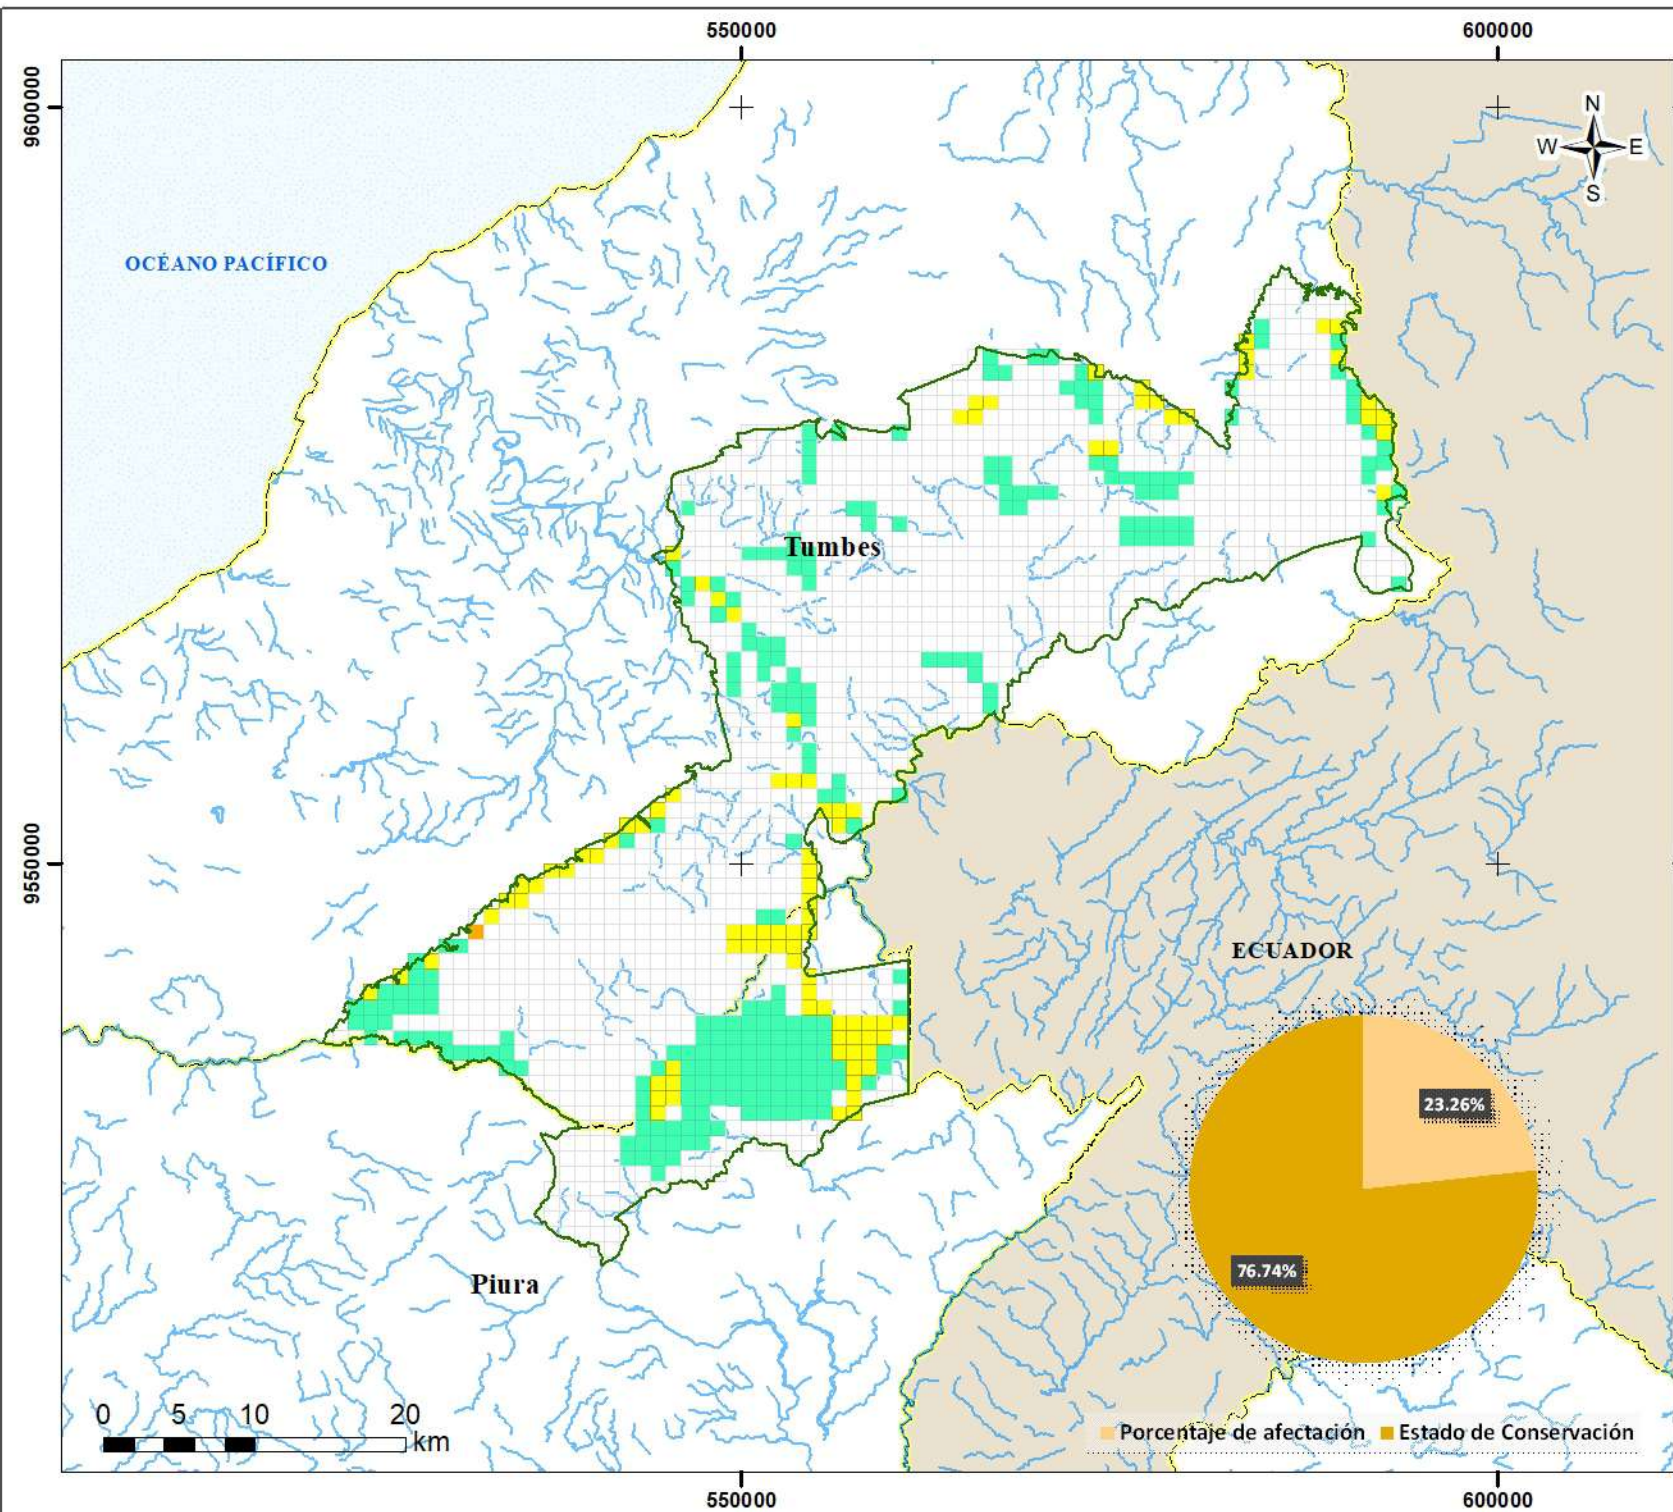 550000 600000
9600000
N
W E
S
OCÉANO PACÍFICO
Tumbes
9550000
ECUADOR
23.26%
76.74%
Piura
0 5 10 20
km
Porcentaje de afectación Estado de Conservación
550000 600000